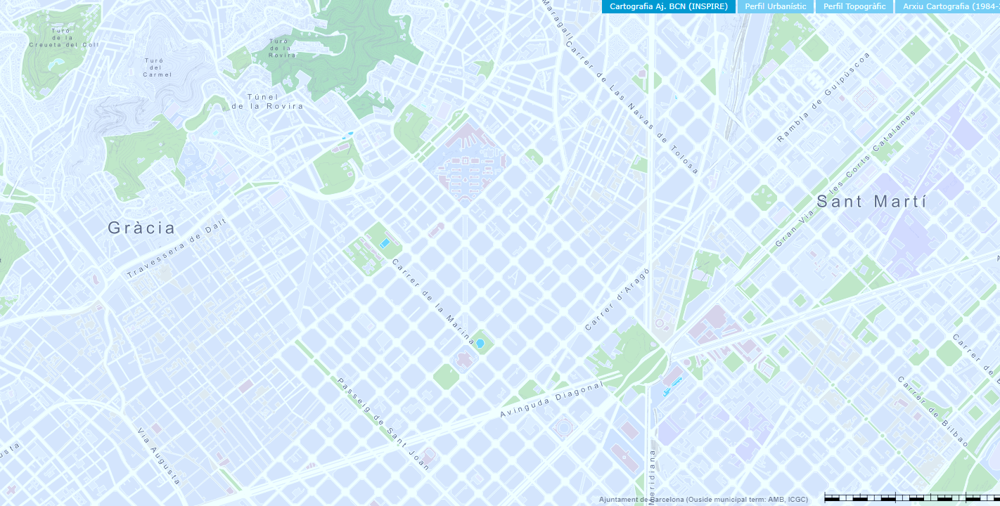 Cartografia Aj. BCN (INSPIRE)
Perfil Urbanístic
Perfil Topogràfic
Arxiu Cartografia (1984-
Maragall
Turó
de la
Creueta del Coll
Turó
de la
Rovira
Turó
del
Carmel
Carrer de Las Navas de Tolosa
Rambla de Guipúscoa
Túnel
de la Rovira
Gran Via de les Corts Catalanes
Sant Martí
Gràcia
Travessera de Dalt
Carrer de la Marina
Carrer d'Aragó
Carrer de
Passeig de Sant Joan
Avinguda Diagonal
Carrer de Bilbao
Via Augusta
usta
Meridiana
Ajuntament de Barcelona (Ouside municipal term: AMB, ICGC)